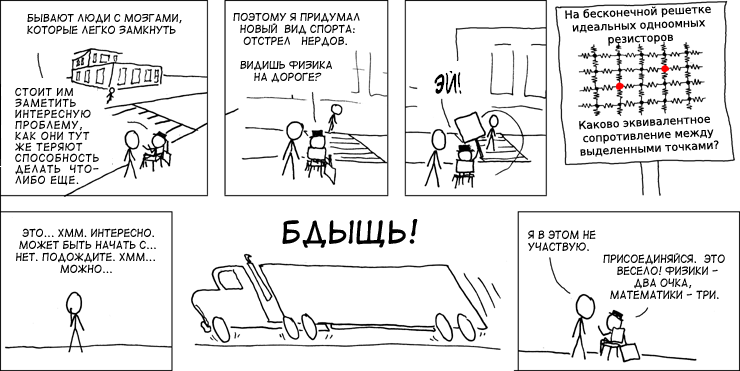 БЫВАЮТ ЛЮДИ С МОЗГАМИ,
КОТОРЫЕ ЛЕГКО ЗАМКНУТЬ
СТОИТ ИМ
ЗАМЕТИТЬ
ИНТЕРЕСНУЮ
ПРОБЛЕМУ,
КАК ОНИ ТУТ
ЖЕ ТЕРЯЮТ
СПОСОБНОСТЬ
ДЕЛАТЬ ЧТО-
ЛИБО ЕЩЕ.
ПОЭТОМУ Я ПРИДУМАЛ
НОВЫЙ ВИД СПОРТА:
ОТСТРЕЛ НЕРДОВ.
ВИДИШЬ ФИЗИКА
НА ДОРОГЕ?
ЭЙ!
На бесконечной решетке
идеальных одноомных
резисторов
Каково эквивалентное
сопротивление между
выделенными точками?
ЭТО... ХММ. ИНТЕРЕСНО.
МОЖЕТ БЫТЬ НАЧАТЬ С...
НЕТ. ПОДОЖДИТЕ. ХММ...
МОЖНО...
БДЫЩЬ!
Я В ЭТОМ НЕ
УЧАСТВУЮ.
ПРИСОЕДИНЯЙСЯ. ЭТО
ВЕСЕЛО! ФИЗИКИ -
ДВА ОЧКА,
МАТЕМАТИКИ - ТРИ.